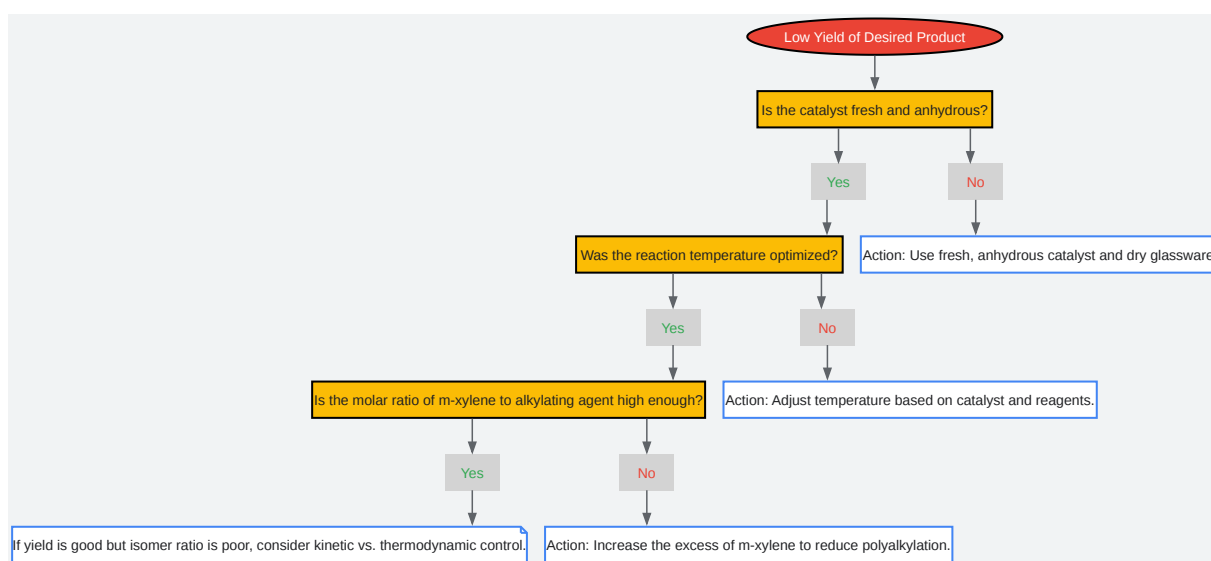 Low Yield of Desired Product
Is the catalyst fresh and anhydrous?
Yes
No
Was the reaction temperature optimized?
Action: Use fresh, anhydrous catalyst and dry glassware
Yes
No
Is the molar ratio of m-xylene to alkylating agent high enough?
Action: Adjust temperature based on catalyst and reagents.
Yes
No
If yield is good but isomer ratio is poor, consider kinetic vs. thermodynamic control.
Action: Increase the excess of m-xylene to reduce polyalkylation.